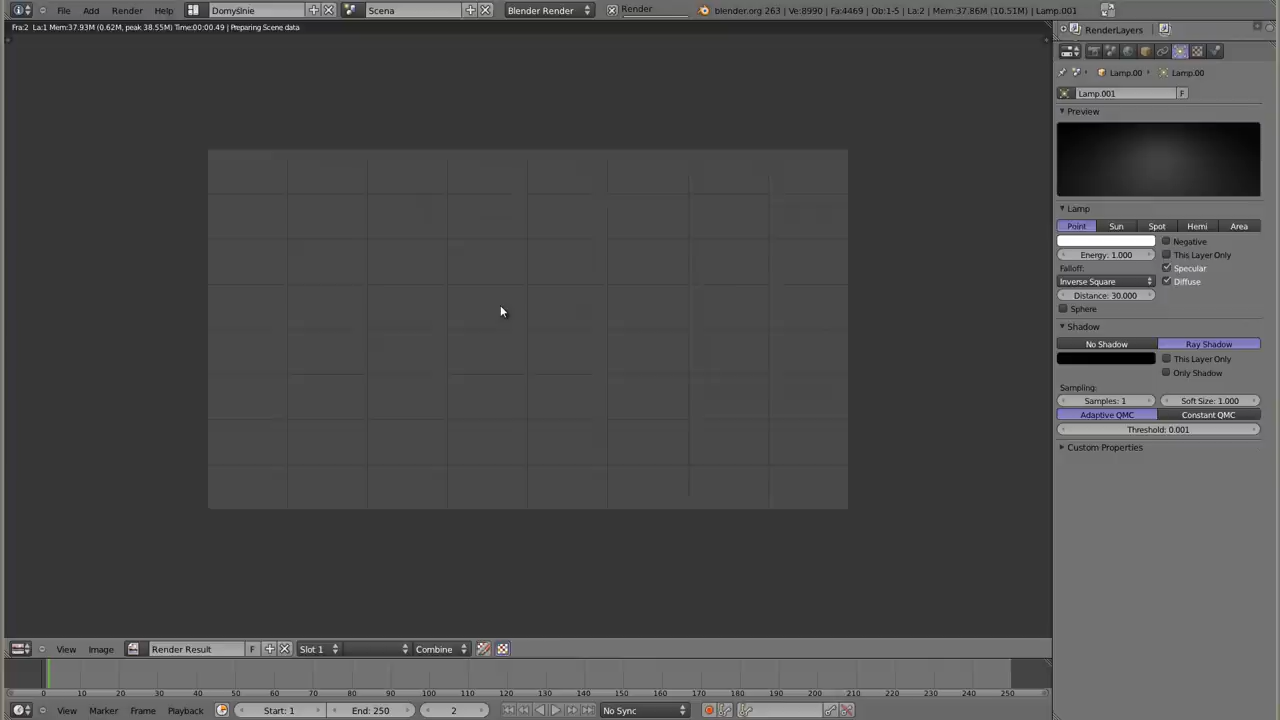 File Add Render Help Domyślnie Scena Blender Render Render blender.org 263 | Ve:8990 | Fa:4469 | Ob:1-5 | La:2 | Mem:37.86M (10.51M) | Lamp.001
Fra:2 La:1 Mem:37.93M (0.62M, peak 38.55M) Time:00:00.49 | Preparing Scene data
RenderLayers
Lamp.00 Lamp.00
Lamp.001 F
Preview
Lamp
Point Sun Spot Hemi Area
Negative
Energy: 1.000 This Layer Only
Falloff: Specular
Inverse Square Diffuse
Distance: 30.000
Sphere
Shadow
No Shadow Ray Shadow
This Layer Only
Only Shadow
Sampling:
Samples: 1 Soft Size: 1.000
Adaptive QMC Constant QMC
Threshold: 0.001
Custom Properties
View Image Render Result F Slot 1 Combine
0 10 20 30 40 50 60 70 80 90 100 110 120 130 140 150 160 170 180 190 200 210 220 230 240 250
View Marker Frame Playback Start: 1 End: 250 2 No Sync